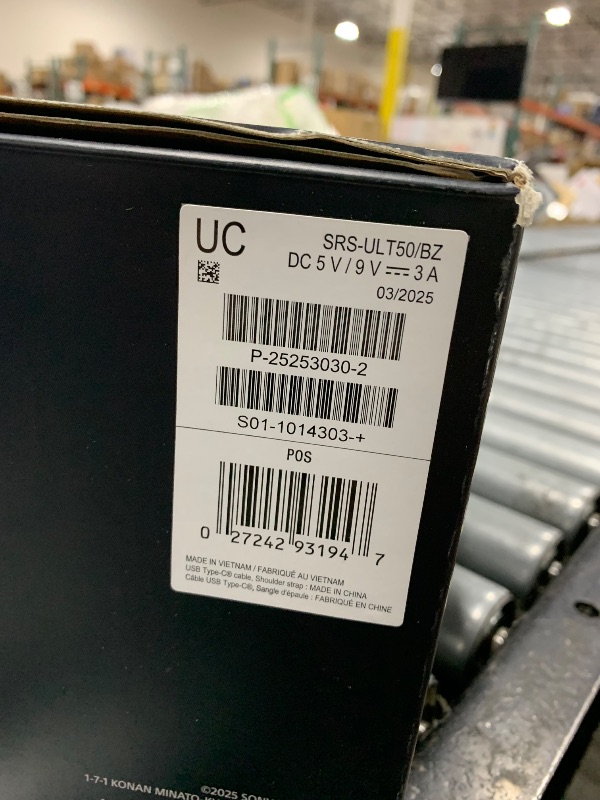 UC
SRS-ULT50/BZ
DC 5 V / 9 V ⎓ 3 A
03/2025
P-25253030-2
S01-1014303-+
POS
0 27242 93194 7
MADE IN VIETNAM / FABRIQUÉ AU VIETNAM
USB Type-C® cable, Shoulder strap : MADE IN CHINA
Câble USB Type-C®, Sangle d'épaule : FABRIQUÉ EN CHINE
©2025
1-7-1 KONAN MINATO-